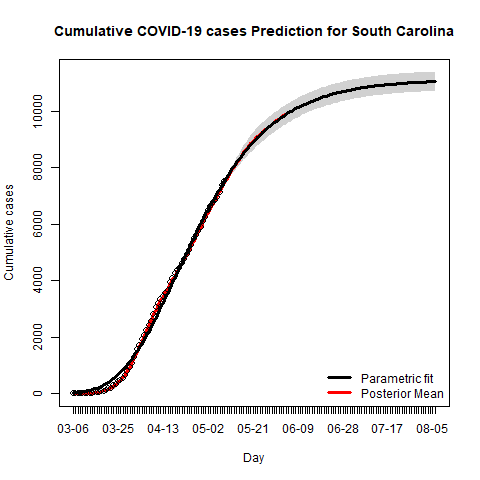 Cumulative COVID-19 cases Prediction for South Carolina
Cumulative cases
10000
8000
6000
4000
2000
0
Parametric fit
Posterior Mean
03-06 03-25 04-13 05-02 05-21 06-09 06-28 07-17 08-05
Day